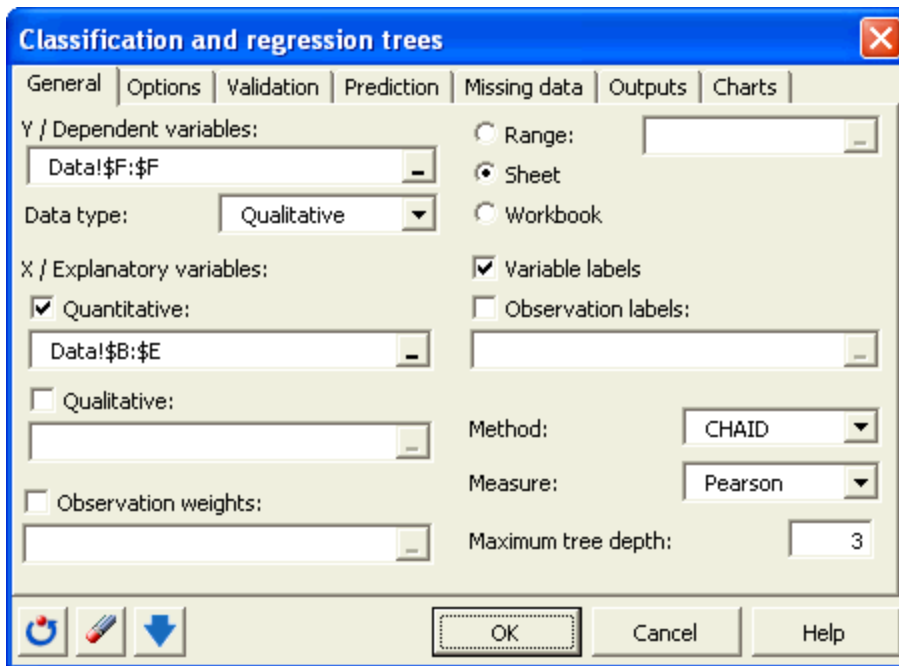 Classification and regression trees
General Options Validation Prediction Missing data Outputs Charts
Y / Dependent variables:
Data!$F:$F
Data type: Qualitative
X / Explanatory variables:
Quantitative:
Data!$B:$E
Qualitative:
Observation weights:
Range:
Sheet
Workbook
Variable labels
Observation labels:
Method: CHAID
Measure: Pearson
Maximum tree depth: 3
OK Cancel Help